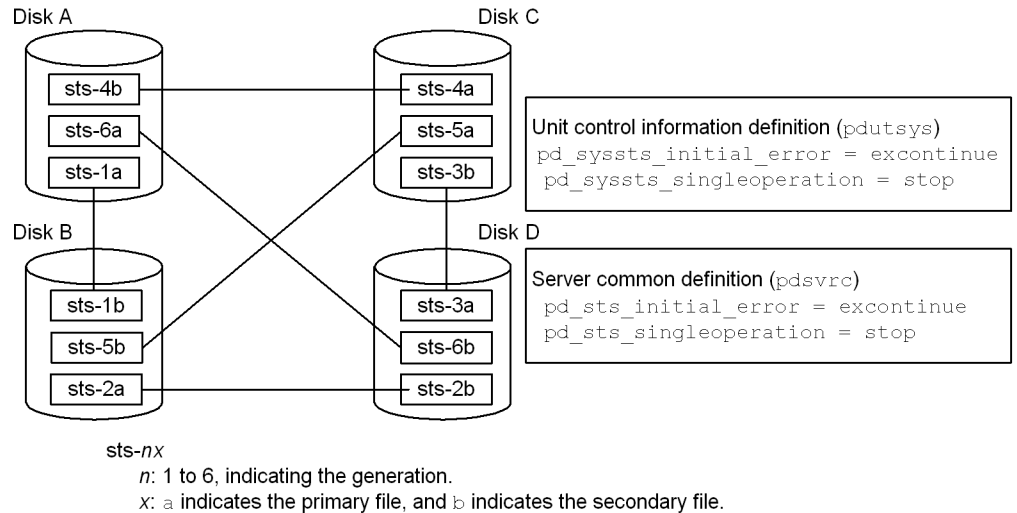 Disk A
sts-4b
sts-6a
sts-1a
Disk C
sts-4a
sts-5a
sts-3b
Unit control information definition (pdutsys)
pd_syssts_initial_error = excontinue
pd_syssts_singleoperation = stop
Disk B
sts-1b
sts-5b
sts-2a
Disk D
sts-3a
sts-6b
sts-2b
Server common definition (pdsvrc)
pd_sts_initial_error = excontinue
pd_sts_singleoperation = stop
sts-nx
n: 1 to 6, indicating the generation.
x: a indicates the primary file, and b indicates the secondary file.